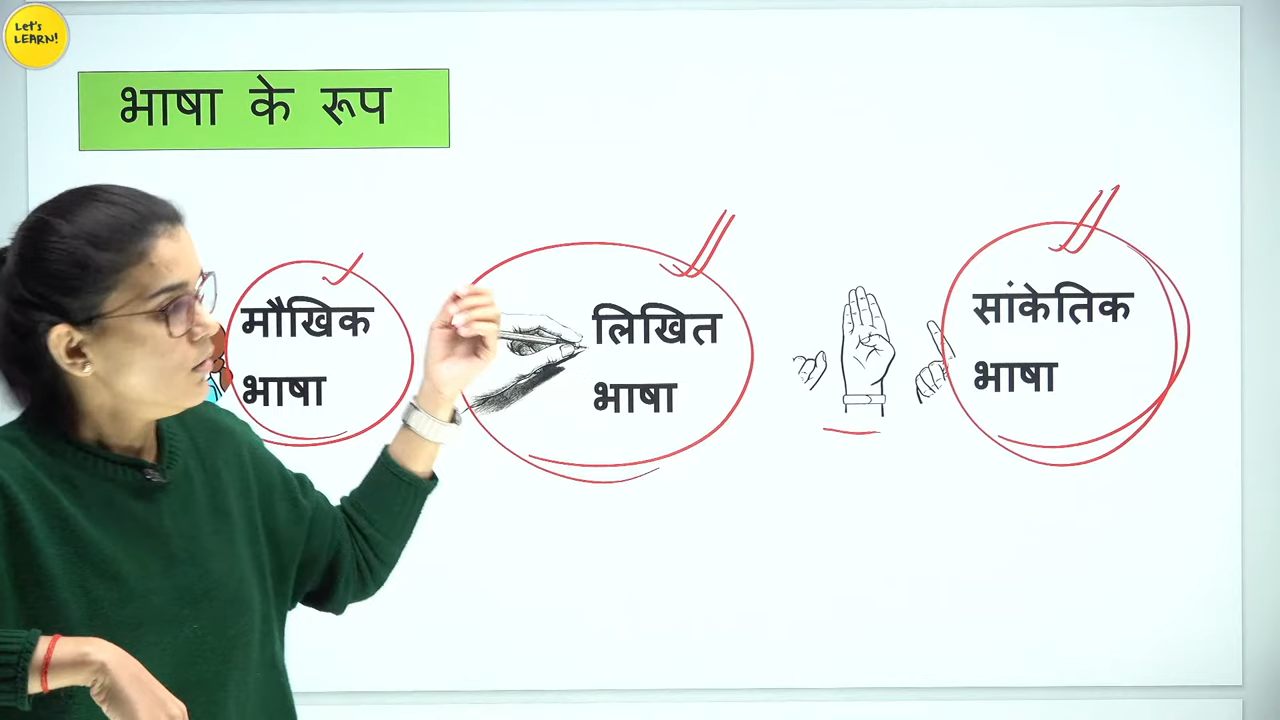 Let's
LEARN!
भाषा के रूप
मौखिक
भाषा
लिखित
भाषा
सांकेतिक
भाषा